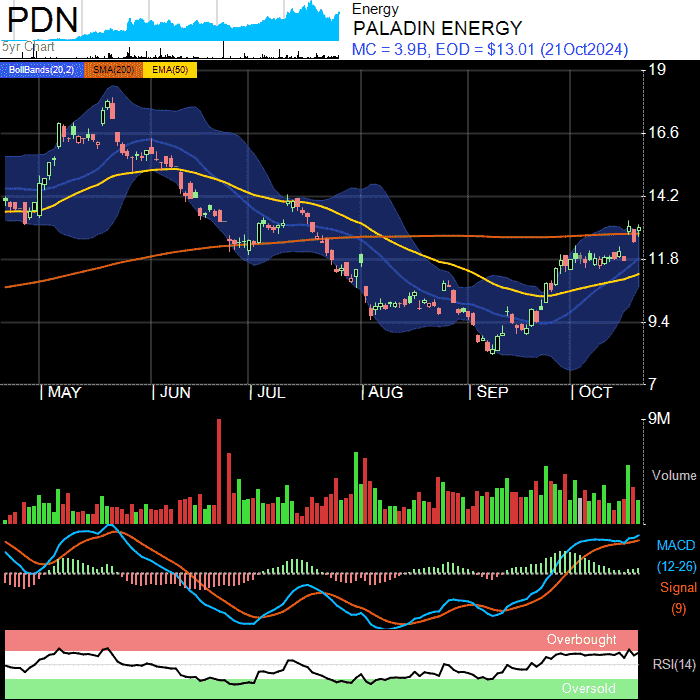 PDN
5yr Chart
Energy
PALADIN ENERGY
MC = 3.9B, EOD = $13.01 (21Oct2024)
BollBands(20,2) SMA(200) EMA(50)
19
16.6
14.2
11.8
9.4
7
MAY JUN JUL AUG SEP OCT
9M
Volume
MACD
(12-26)
Signal
(9)
Overbought
RSI(14)
Oversold